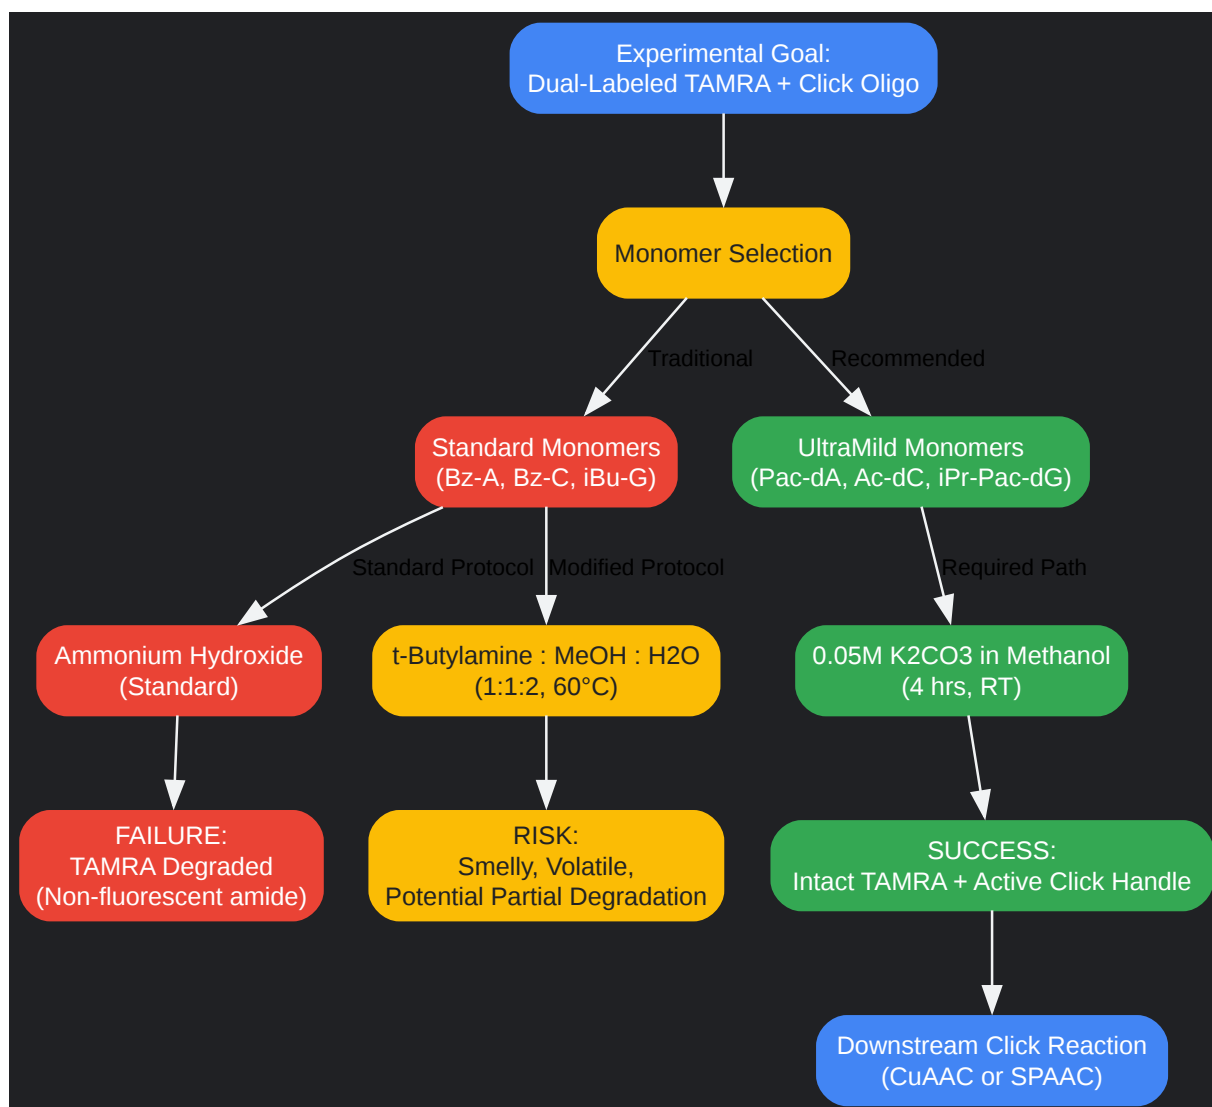 Experimental Goal:
Dual-Labeled TAMRA + Click Oligo
Monomer Selection
Traditional
Recommended
Standard Monomers
(Bz-A, Bz-C, iBu-G)
UltraMild Monomers
(Pac-dA, Ac-dC, iPr-Pac-dG)
Standard Protocol
Modified Protocol
Required Path
Ammonium Hydroxide
(Standard)
t-Butylamine : MeOH : H2O
(1:1:2, 60°C)
0.05M K2CO3 in Methanol
(4 hrs, RT)
FAILURE:
TAMRA Degraded
(Non-fluorescent amide)
RISK:
Smelly, Volatile,
Potential Partial Degradation
SUCCESS:
Intact TAMRA + Active Click Handle
Downstream Click Reaction
(CuAAC or SPAAC)